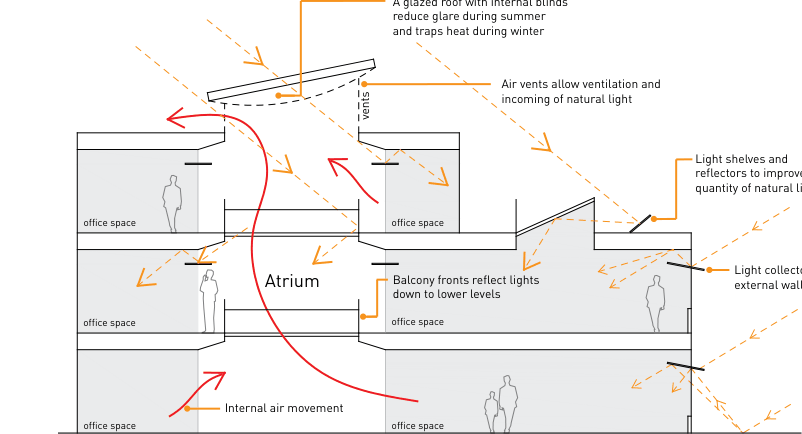 A glazed roof with internal blinds
reduce glare during summer
and traps heat during winter
Air vents allow ventilation and
incoming of natural light
vents
Light shelves and
reflectors to improve
quantity of natural
office space
office space
Light
external
Atrium
Balcony fronts reflect lights
down to lower levels
office space
office space
Internal air movement
office space
office space